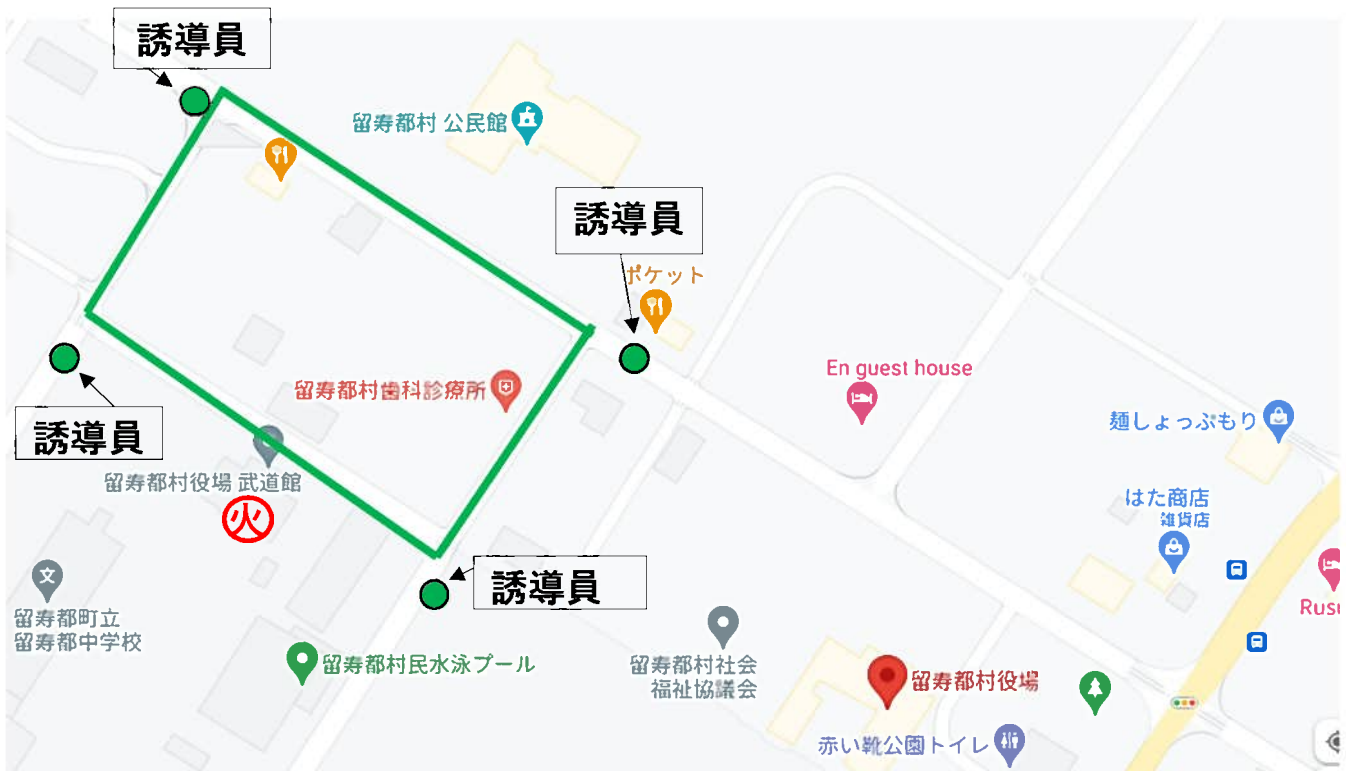 誘導員
留寿都村 公民館
誘導員
ポケット
En guest house
留寿都村歯科診療所
麺しょっぷもり
誘導員
留寿都村役場 武道館
火
はた商店
雑貨店
誘導員
文
留寿都町立
留寿都中学校
Rusu
留寿都村民水泳プール
留寿都村社会
福祉協議会
留寿都村役場
赤い靴公園トイレ